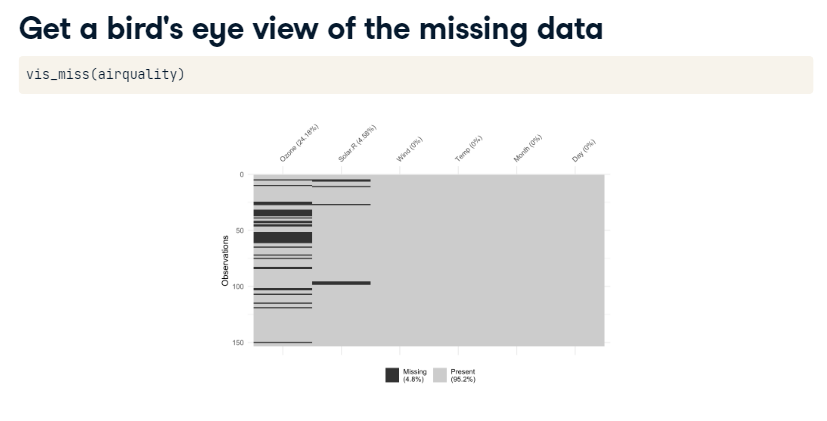 Get a bird's eye view of the missing data
vis_miss(airquality)
Ozone (24.18%)
Solar.R (4.58%)
Wind (0%)
Temp (0%)
Month (0%)
Day (0%)
0
50
100
150
Observations
Missing
(4.8%)
Present
(95.2%)